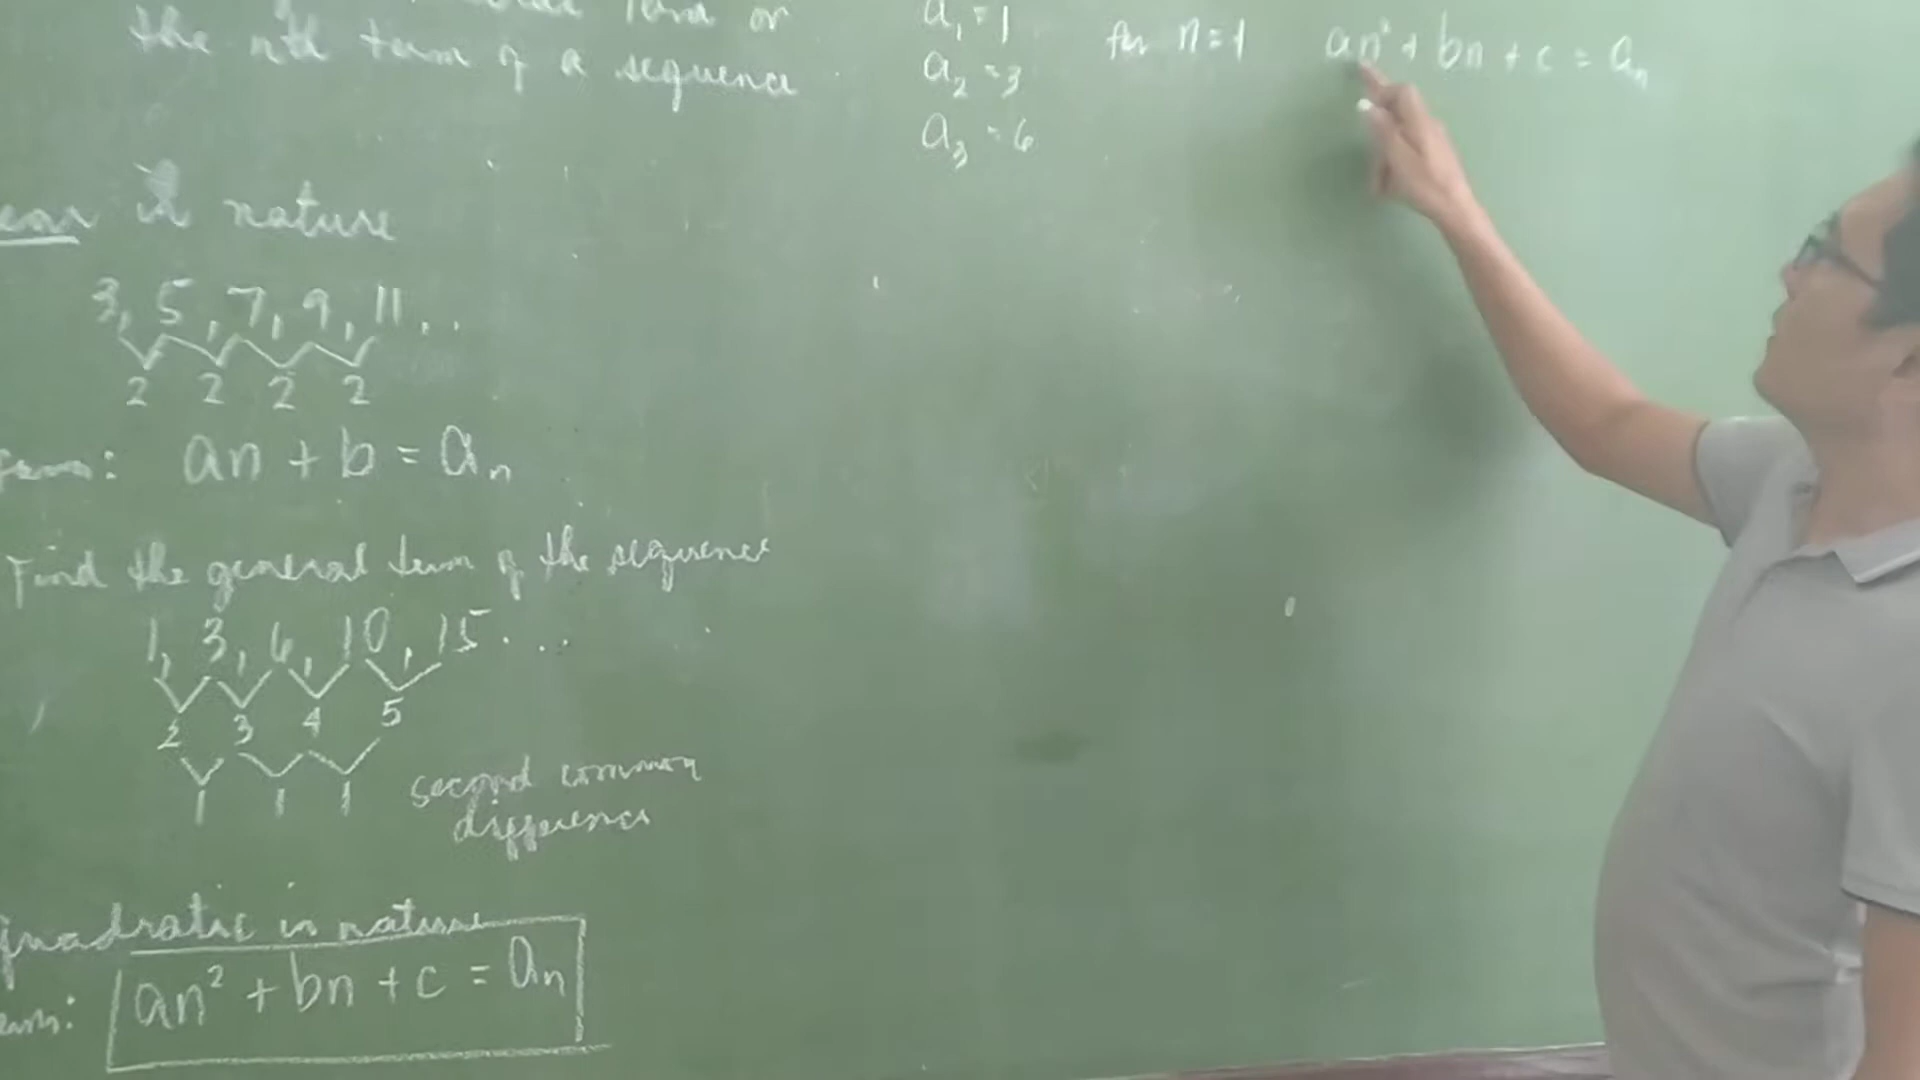 or
the nth term of a sequence
in nature
3, 5, 7, 9, 11, ..
2 2 2 2
an + b = aₙ
Find the general term of the sequence
1, 3, 6, 10, 15 ...
2 3 4 5
1 1 1
second common
difference
quadratic in nature
an² + bn + c = aₙ
a₁ = 1
a₂ = 3
a₃ = 6
for n = 1 an² + bn + c = aₙ